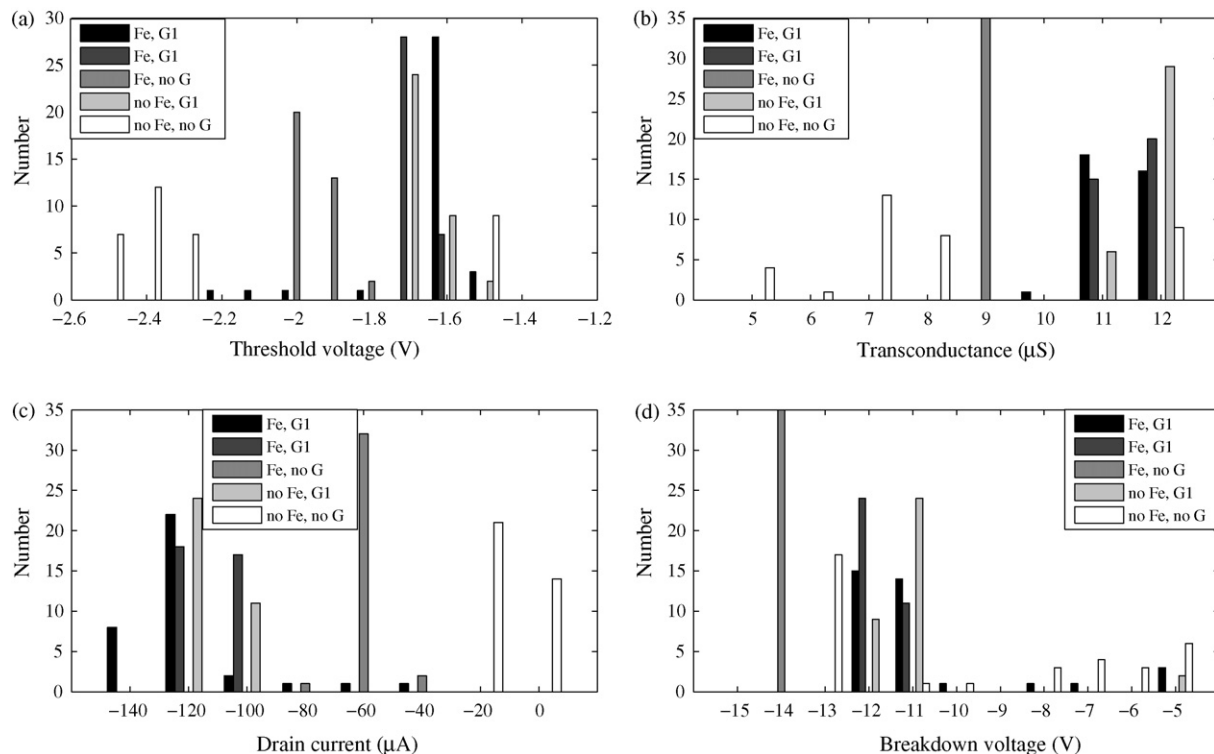 (a)
30
25
20
15
10
5
0
Number
Fe, G1
Fe, G1
Fe, no G
no Fe, G1
no Fe, no G
−2.6 −2.4 −2.2 −2 −1.8 −1.6 −1.4 −1.2
Threshold voltage (V)
(b)
35
30
25
20
15
10
5
0
Number
Fe, G1
Fe, G1
Fe, no G
no Fe, G1
no Fe, no G
5 6 7 8 9 10 11 12
Transconductance (μS)
(c)
35
30
25
20
15
10
5
0
Number
Fe, G1
Fe, G1
Fe, no G
no Fe, G1
no Fe, no G
−140 −120 −100 −80 −60 −40 −20 0
Drain current (μA)
(d)
35
30
25
20
15
10
5
0
Number
Fe, G1
Fe, G1
Fe, no G
no Fe, G1
no Fe, no G
−15 −14 −13 −12 −11 −10 −9 −8 −7 −6 −5
Breakdown voltage (V)